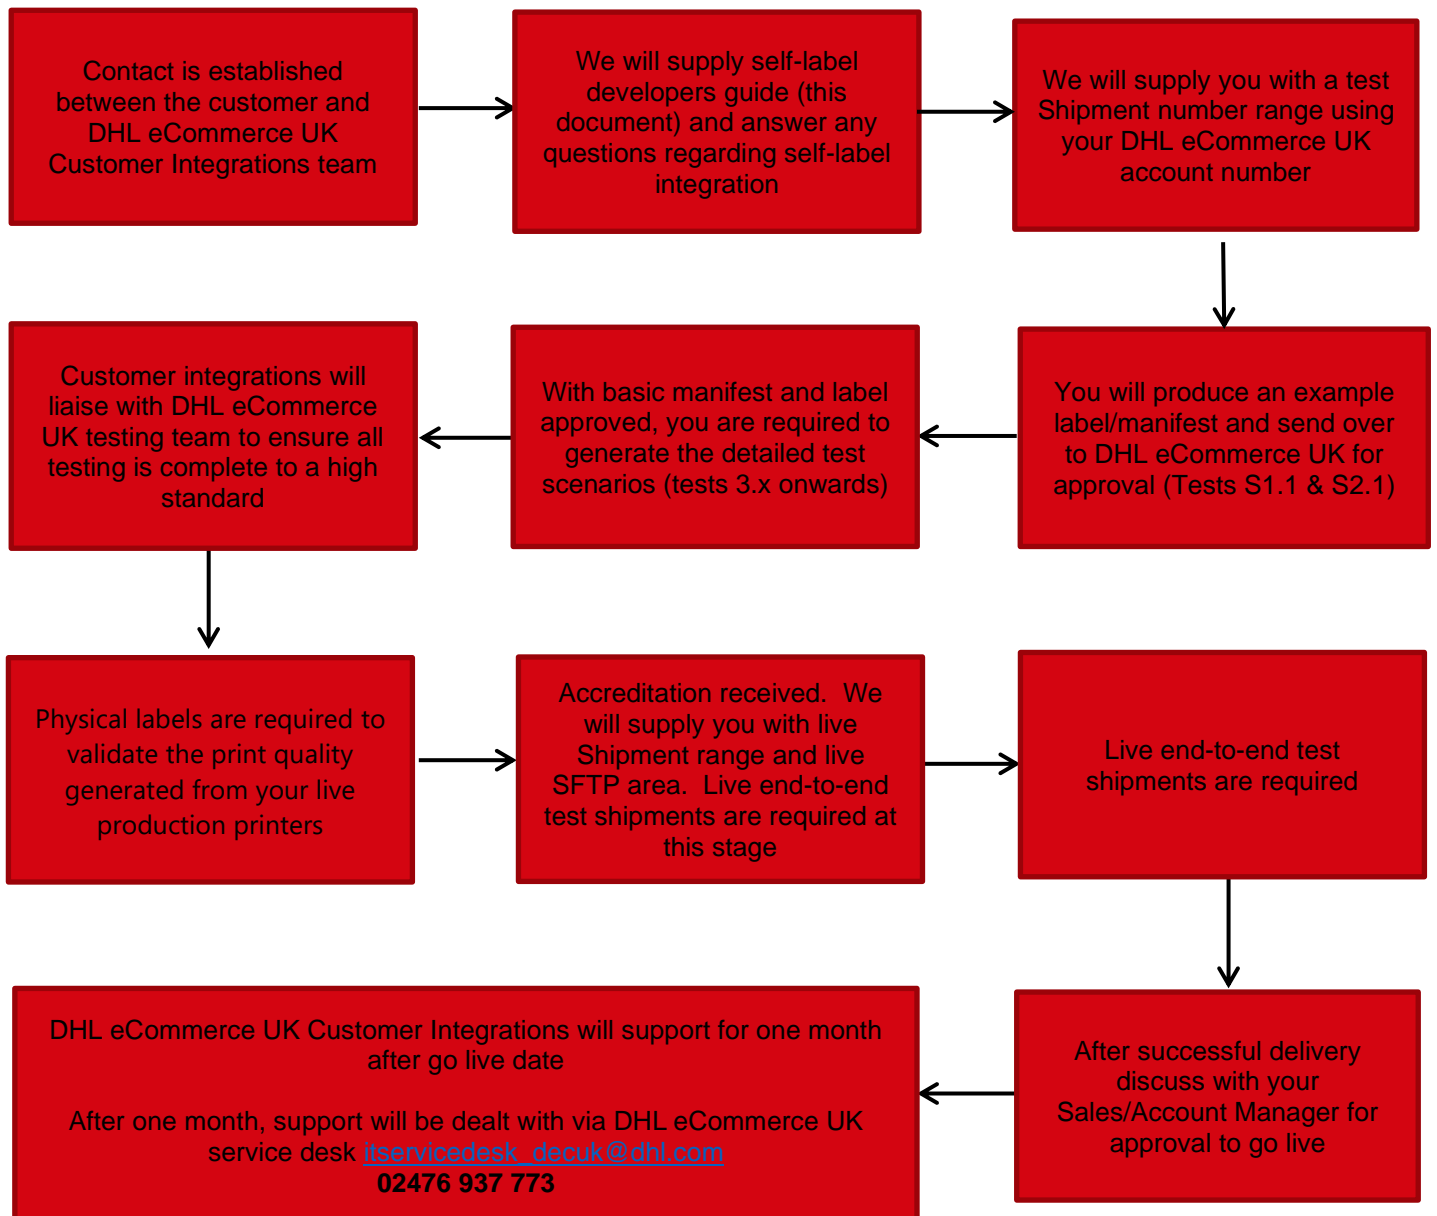 Contact is established
between the customer and
DHL eCommerce UK
Customer Integrations team
We will supply self-label
developers guide (this
document) and answer any
questions regarding self-label
integration
We will supply you with a test
Shipment number range using
your DHL eCommerce UK
account number
You will produce an example
label/manifest and send over
to DHL eCommerce UK for
approval (Tests S1.1 & S2.1)
With basic manifest and label
approved, you are required to
generate the detailed test
scenarios (tests 3.x onwards)
Customer integrations will
liaise with DHL eCommerce
UK testing team to ensure all
testing is complete to a high
standard
Physical labels are required to
validate the print quality
generated from your live
production printers
Accreditation received.  We
will supply you with live
Shipment range and live
SFTP area.  Live end-to-end
test shipments are required at
this stage
Live end-to-end test
shipments are required
After successful delivery
discuss with your
Sales/Account Manager for
approval to go live
DHL eCommerce UK Customer Integrations will support for one month
after go live date
After one month, support will be dealt with via DHL eCommerce UK
service desk itservicedesk_decuk@dhl.com
02476 937 773